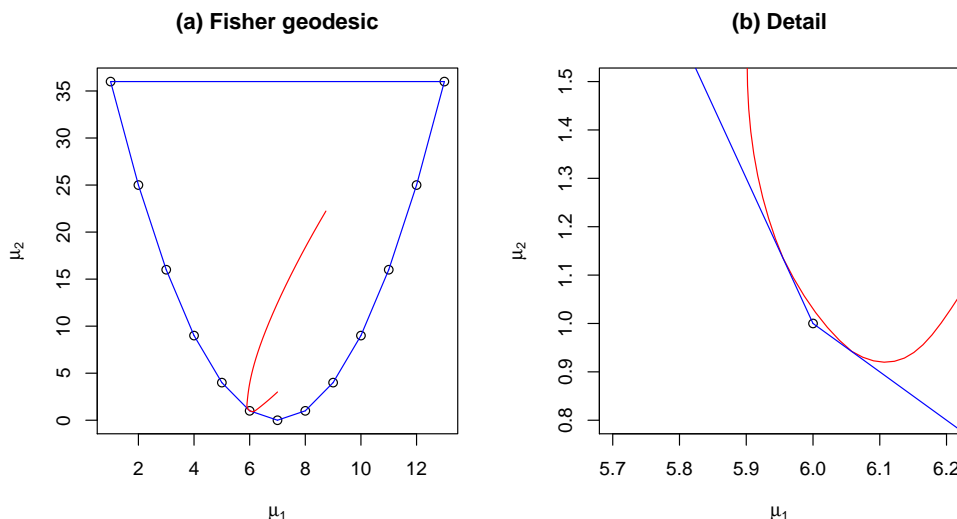 (a) Fisher geodesic
35
30
25
20
15
10
5
0
μ2
2 4 6 8 10 12
μ1
(b) Detail
1.5
1.4
1.3
1.2
1.1
1.0
0.9
0.8
μ2
5.7 5.8 5.9 6.0 6.1 6.2
μ1